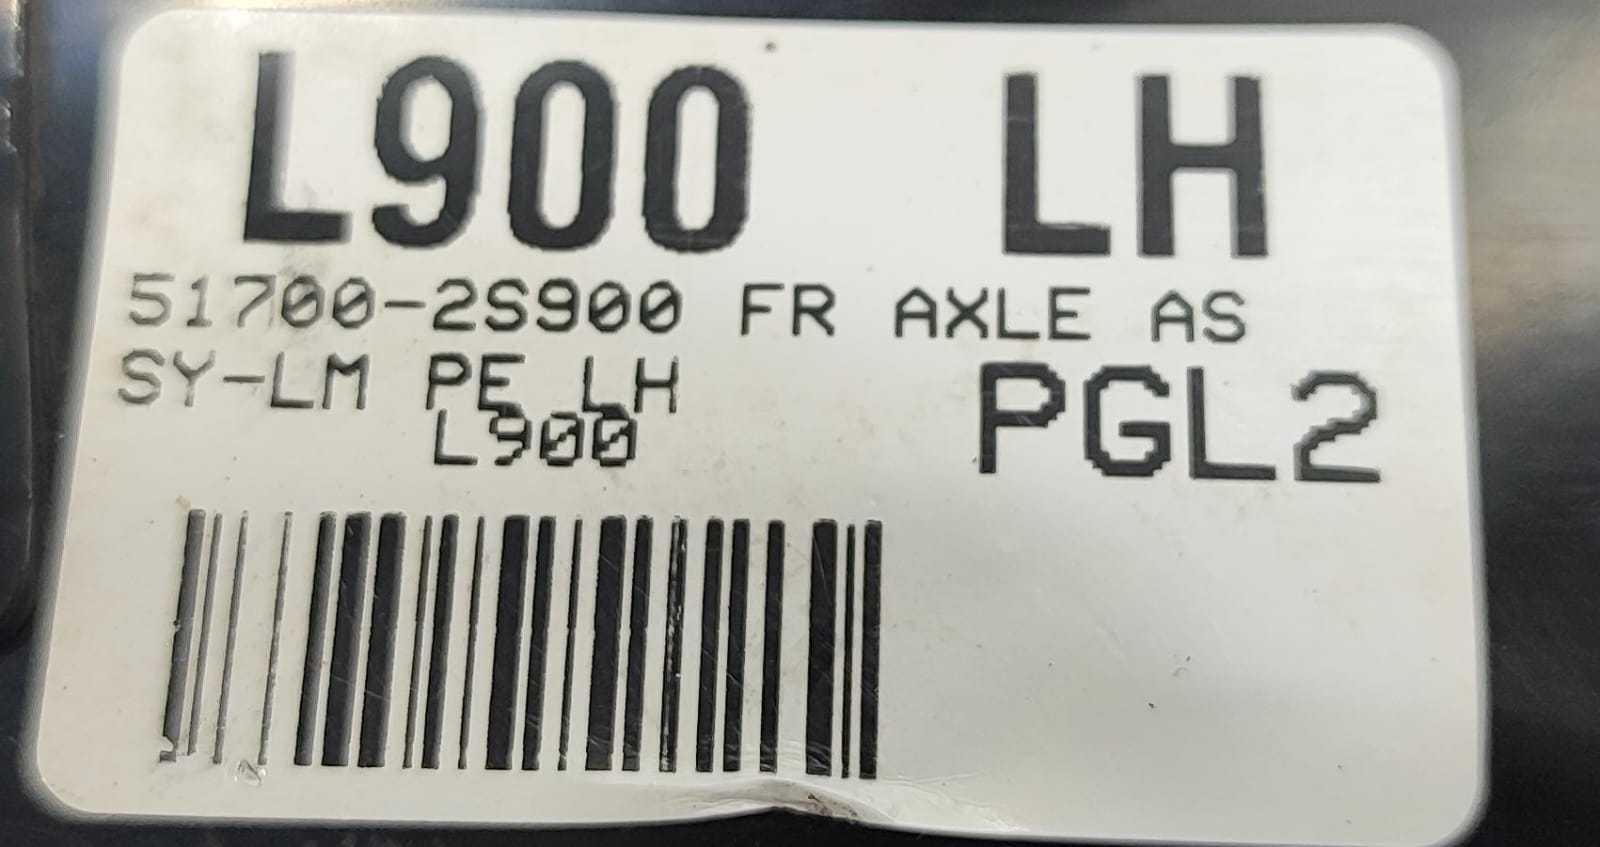 L900 LH
51700-2S900 FR AXLE AS
SY-LM PE LH
L900
PGL2